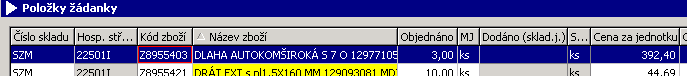 Položky žádanky
Číslo skladu Hosp. stř... Kód zboží Název zboží Objednáno MJ Dodáno (sklad.j.) S... Cena za jednotku
SZM 22501I Z8955403 DLAHA AUTOKOMŠIROKÁ S 7 O 12977105 3,00 ks ks 392,40
SZM 22501I Z8955421 DRÁT EXT s pl1,5X160 MM 129093081 MDT 10,00 ks ks 44,69